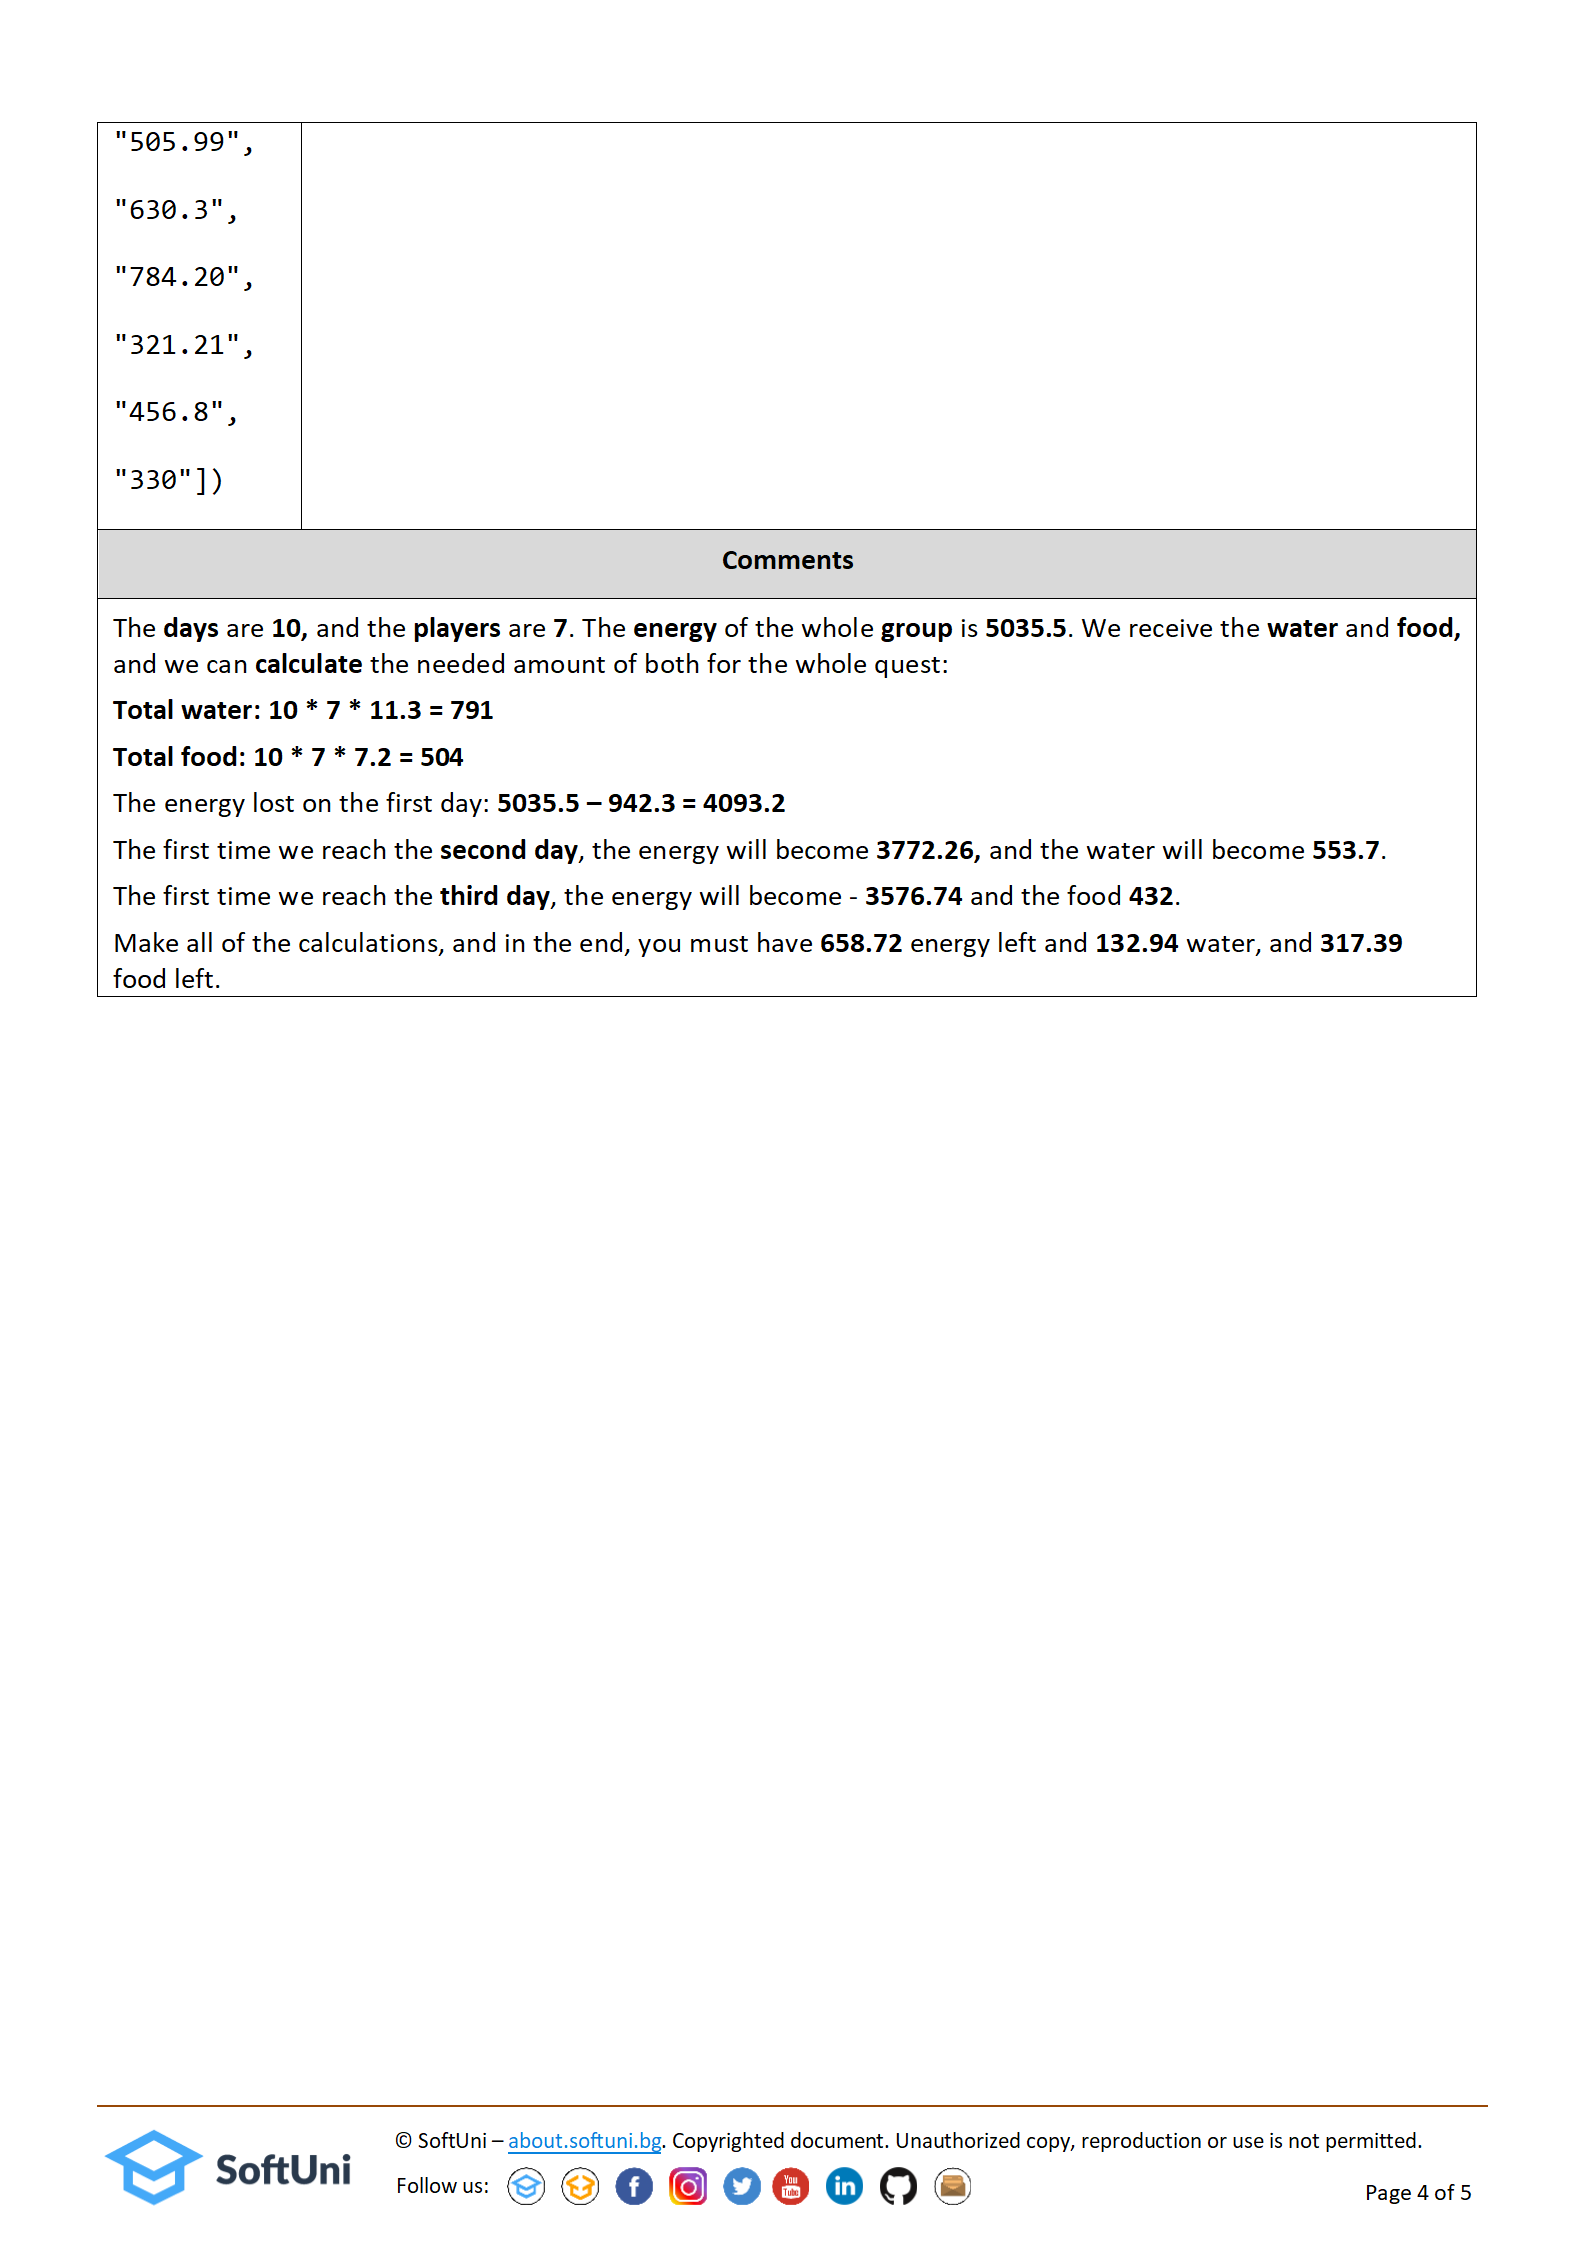 "505.99",
"630.3",
"784.20",
"321.21",
"456.8",
"330"])
Comments
The days are 10, and the players are 7. The energy of the whole group is 5035.5. We receive the water and food,
and we can calculate the needed amount of both for the whole quest:
Total water: 10 * 7 * 11.3 = 791
Total food: 10 * 7 * 7.2 = 504
The energy lost on the first day: 5035.5 – 942.3 = 4093.2
The first time we reach the second day, the energy will become 3772.26, and the water will become 553.7.
The first time we reach the third day, the energy will become - 3576.74 and the food 432.
Make all of the calculations, and in the end, you must have 658.72 energy left and 132.94 water, and 317.39
food left.
SoftUni
© SoftUni – about.softuni.bg. Copyrighted document. Unauthorized copy, reproduction or use is not permitted.
Follow us:
You
Tube
in
Page 4 of 5